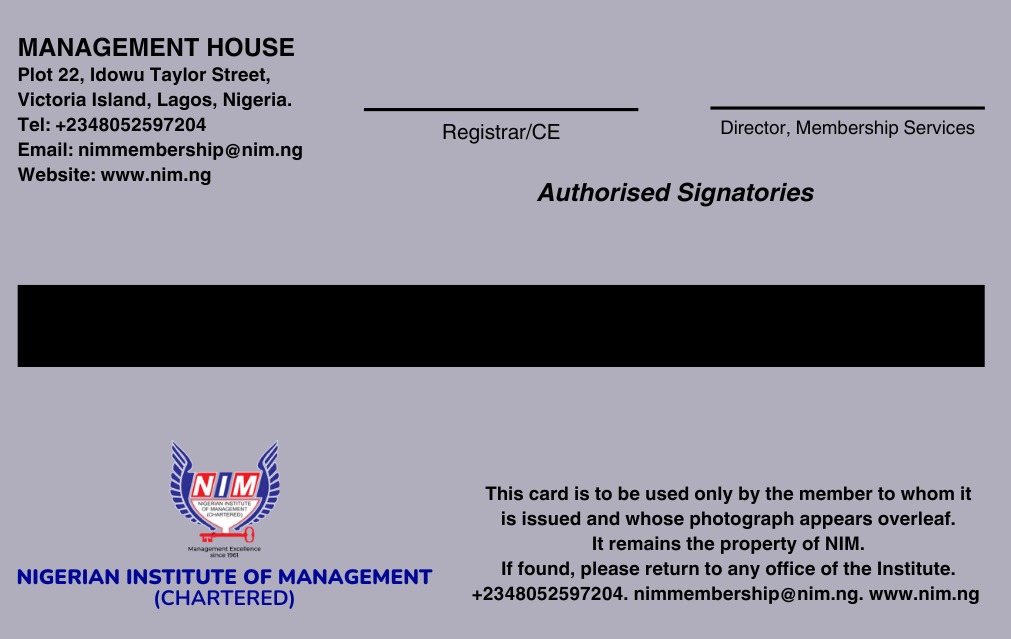 MANAGEMENT HOUSE
Plot 22, Idowu Taylor Street,
Victoria Island, Lagos, Nigeria.
Tel: +2348052597204
Email: nimmembership@nim.ng
Website: www.nim.ng
Registrar/CE
Director, Membership Services
Authorised Signatories
NIM
NIGERIAN INSTITUTE
OF MANAGEMENT
(CHARTERED)
Management Excellence
since 1961
NIGERIAN INSTITUTE OF MANAGEMENT
(CHARTERED)
This card is to be used only by the member to whom it
is issued and whose photograph appears overleaf.
It remains the property of NIM.
If found, please return to any office of the Institute.
+2348052597204. nimmembership@nim.ng. www.nim.ng